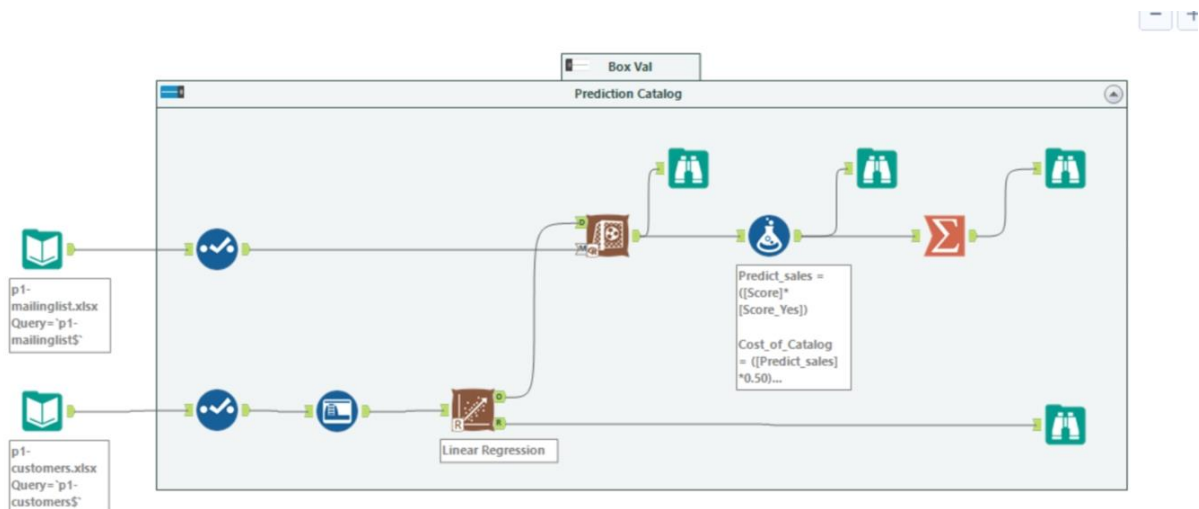 Box Val
Prediction Catalog
p1-
mailinglist.xlsx
Query=`p1-
mailinglist$`
Predict_sales =
([Score]*
[Score_Yes])
Cost_of_Catalog
= ([Predict_sales]
*0.50)...
p1-
customers.xlsx
Query=`p1-
customers$`
Linear Regression
R
O
R
D
M